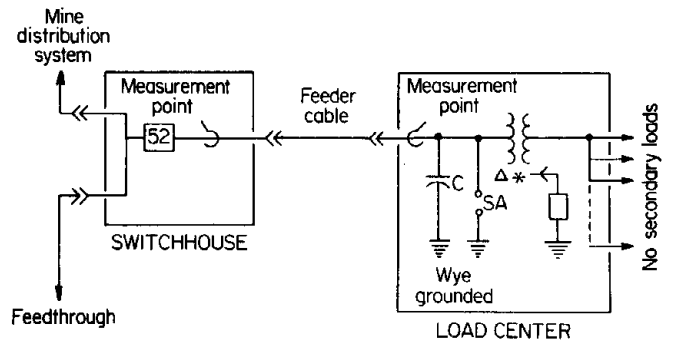 Mine
distribution
system
Measurement
point
52
Feeder
cable
Measurement
point
C
SA
Δ *
Wye
grounded
No secondary loads
SWITCHHOUSE
Feedthrough
LOAD CENTER